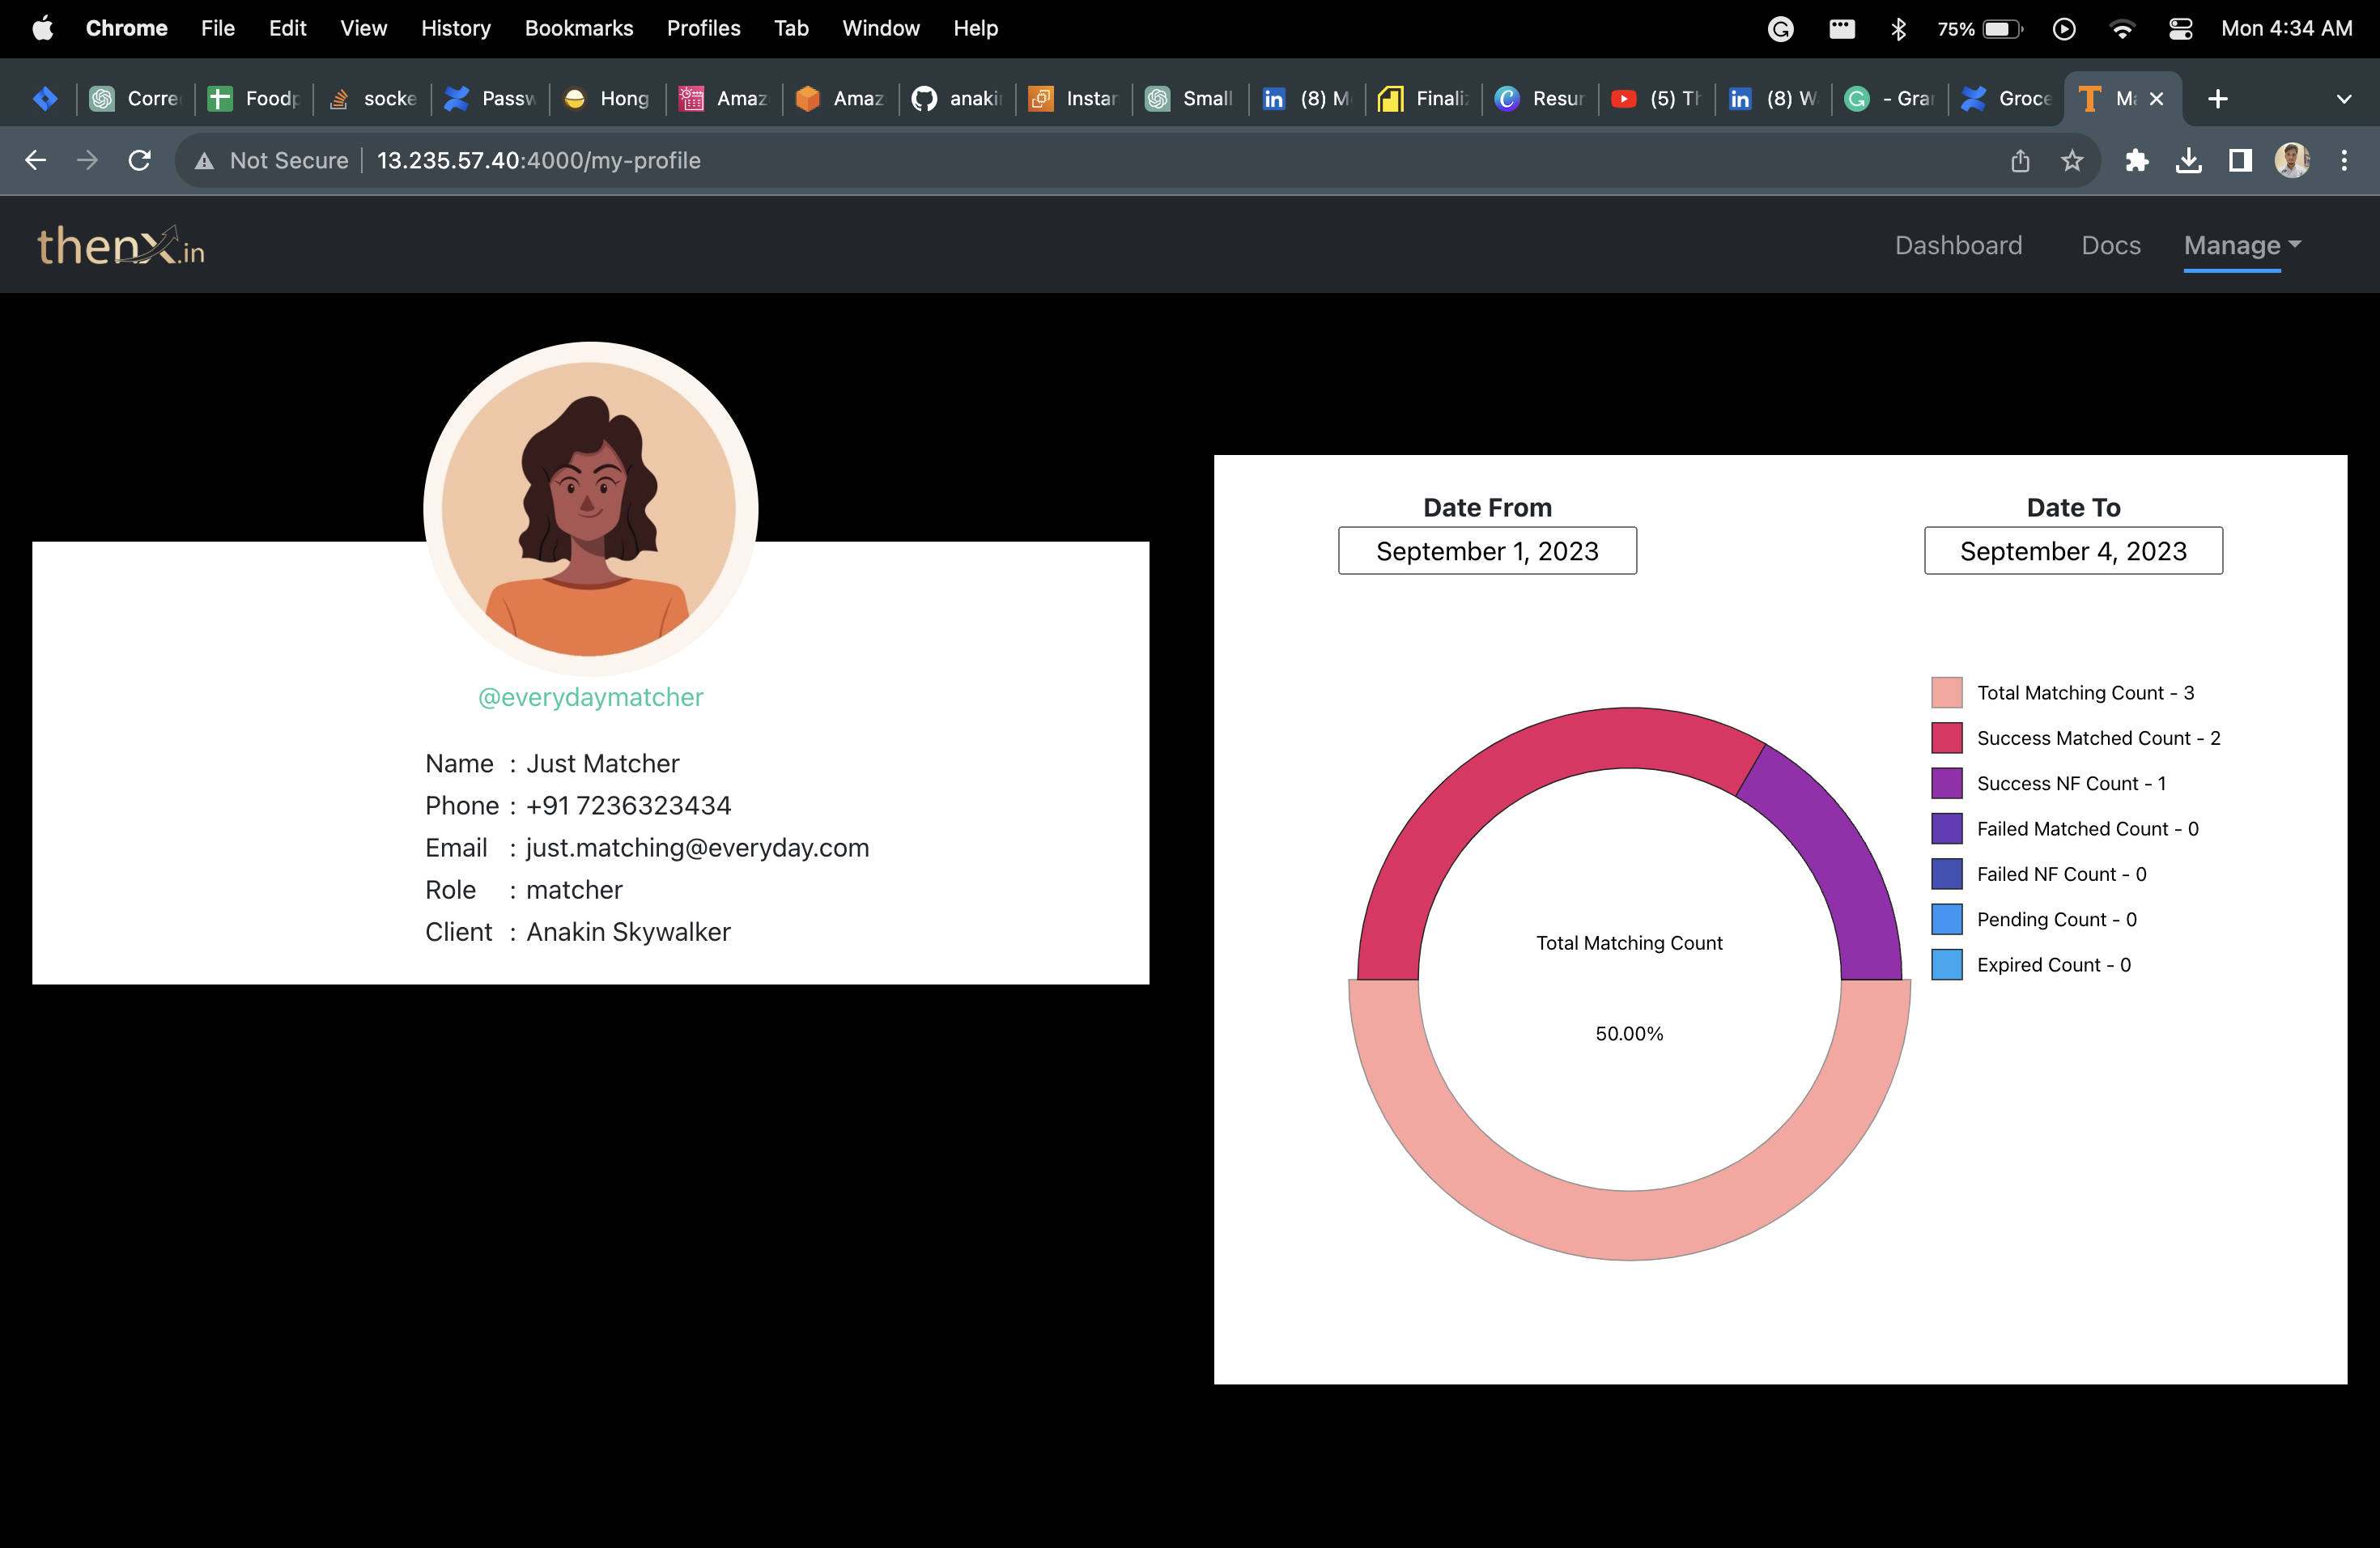 Chrome File Edit View History Bookmarks Profiles Tab Window Help 75% Mon 4:34 AM
Corre Foodp socke Passw Hong Amaz Amaz anaki Instar Small (8) M Finali Resur (5) Th (8) W - Gra Groce Ma
Not Secure 13.235.57.40:4000/my-profile
thenx.in Dashboard Docs Manage
@everydaymatcher
Name : Just Matcher
Phone : +91 7236323434
Email : just.matching@everyday.com
Role : matcher
Client : Anakin Skywalker
Date From Date To
September 1, 2023 September 4, 2023
Total Matching Count - 3
Success Matched Count - 2
Success NF Count - 1
Failed Matched Count - 0
Failed NF Count - 0
Pending Count - 0
Expired Count - 0
Total Matching Count
50.00%